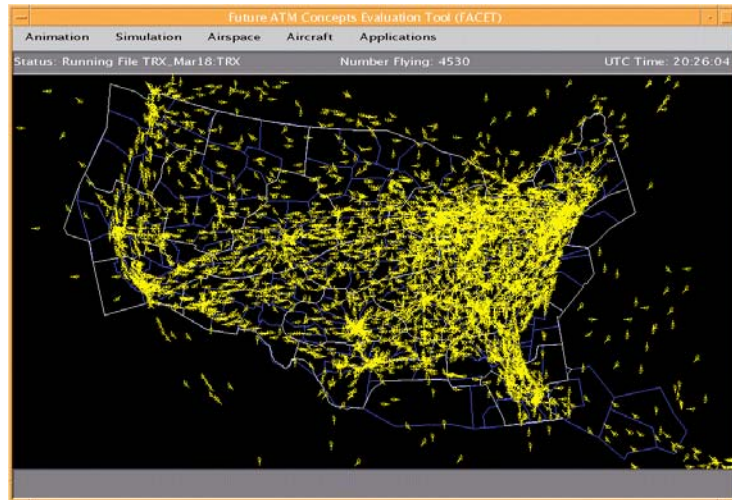 Future ATM Concepts Evaluation Tool (FACET)
Animation Simulation Airspace Aircraft Applications
Status: Running File TRX_Mar18.TRX Number Flying: 4530 UTC Time: 20:26:04